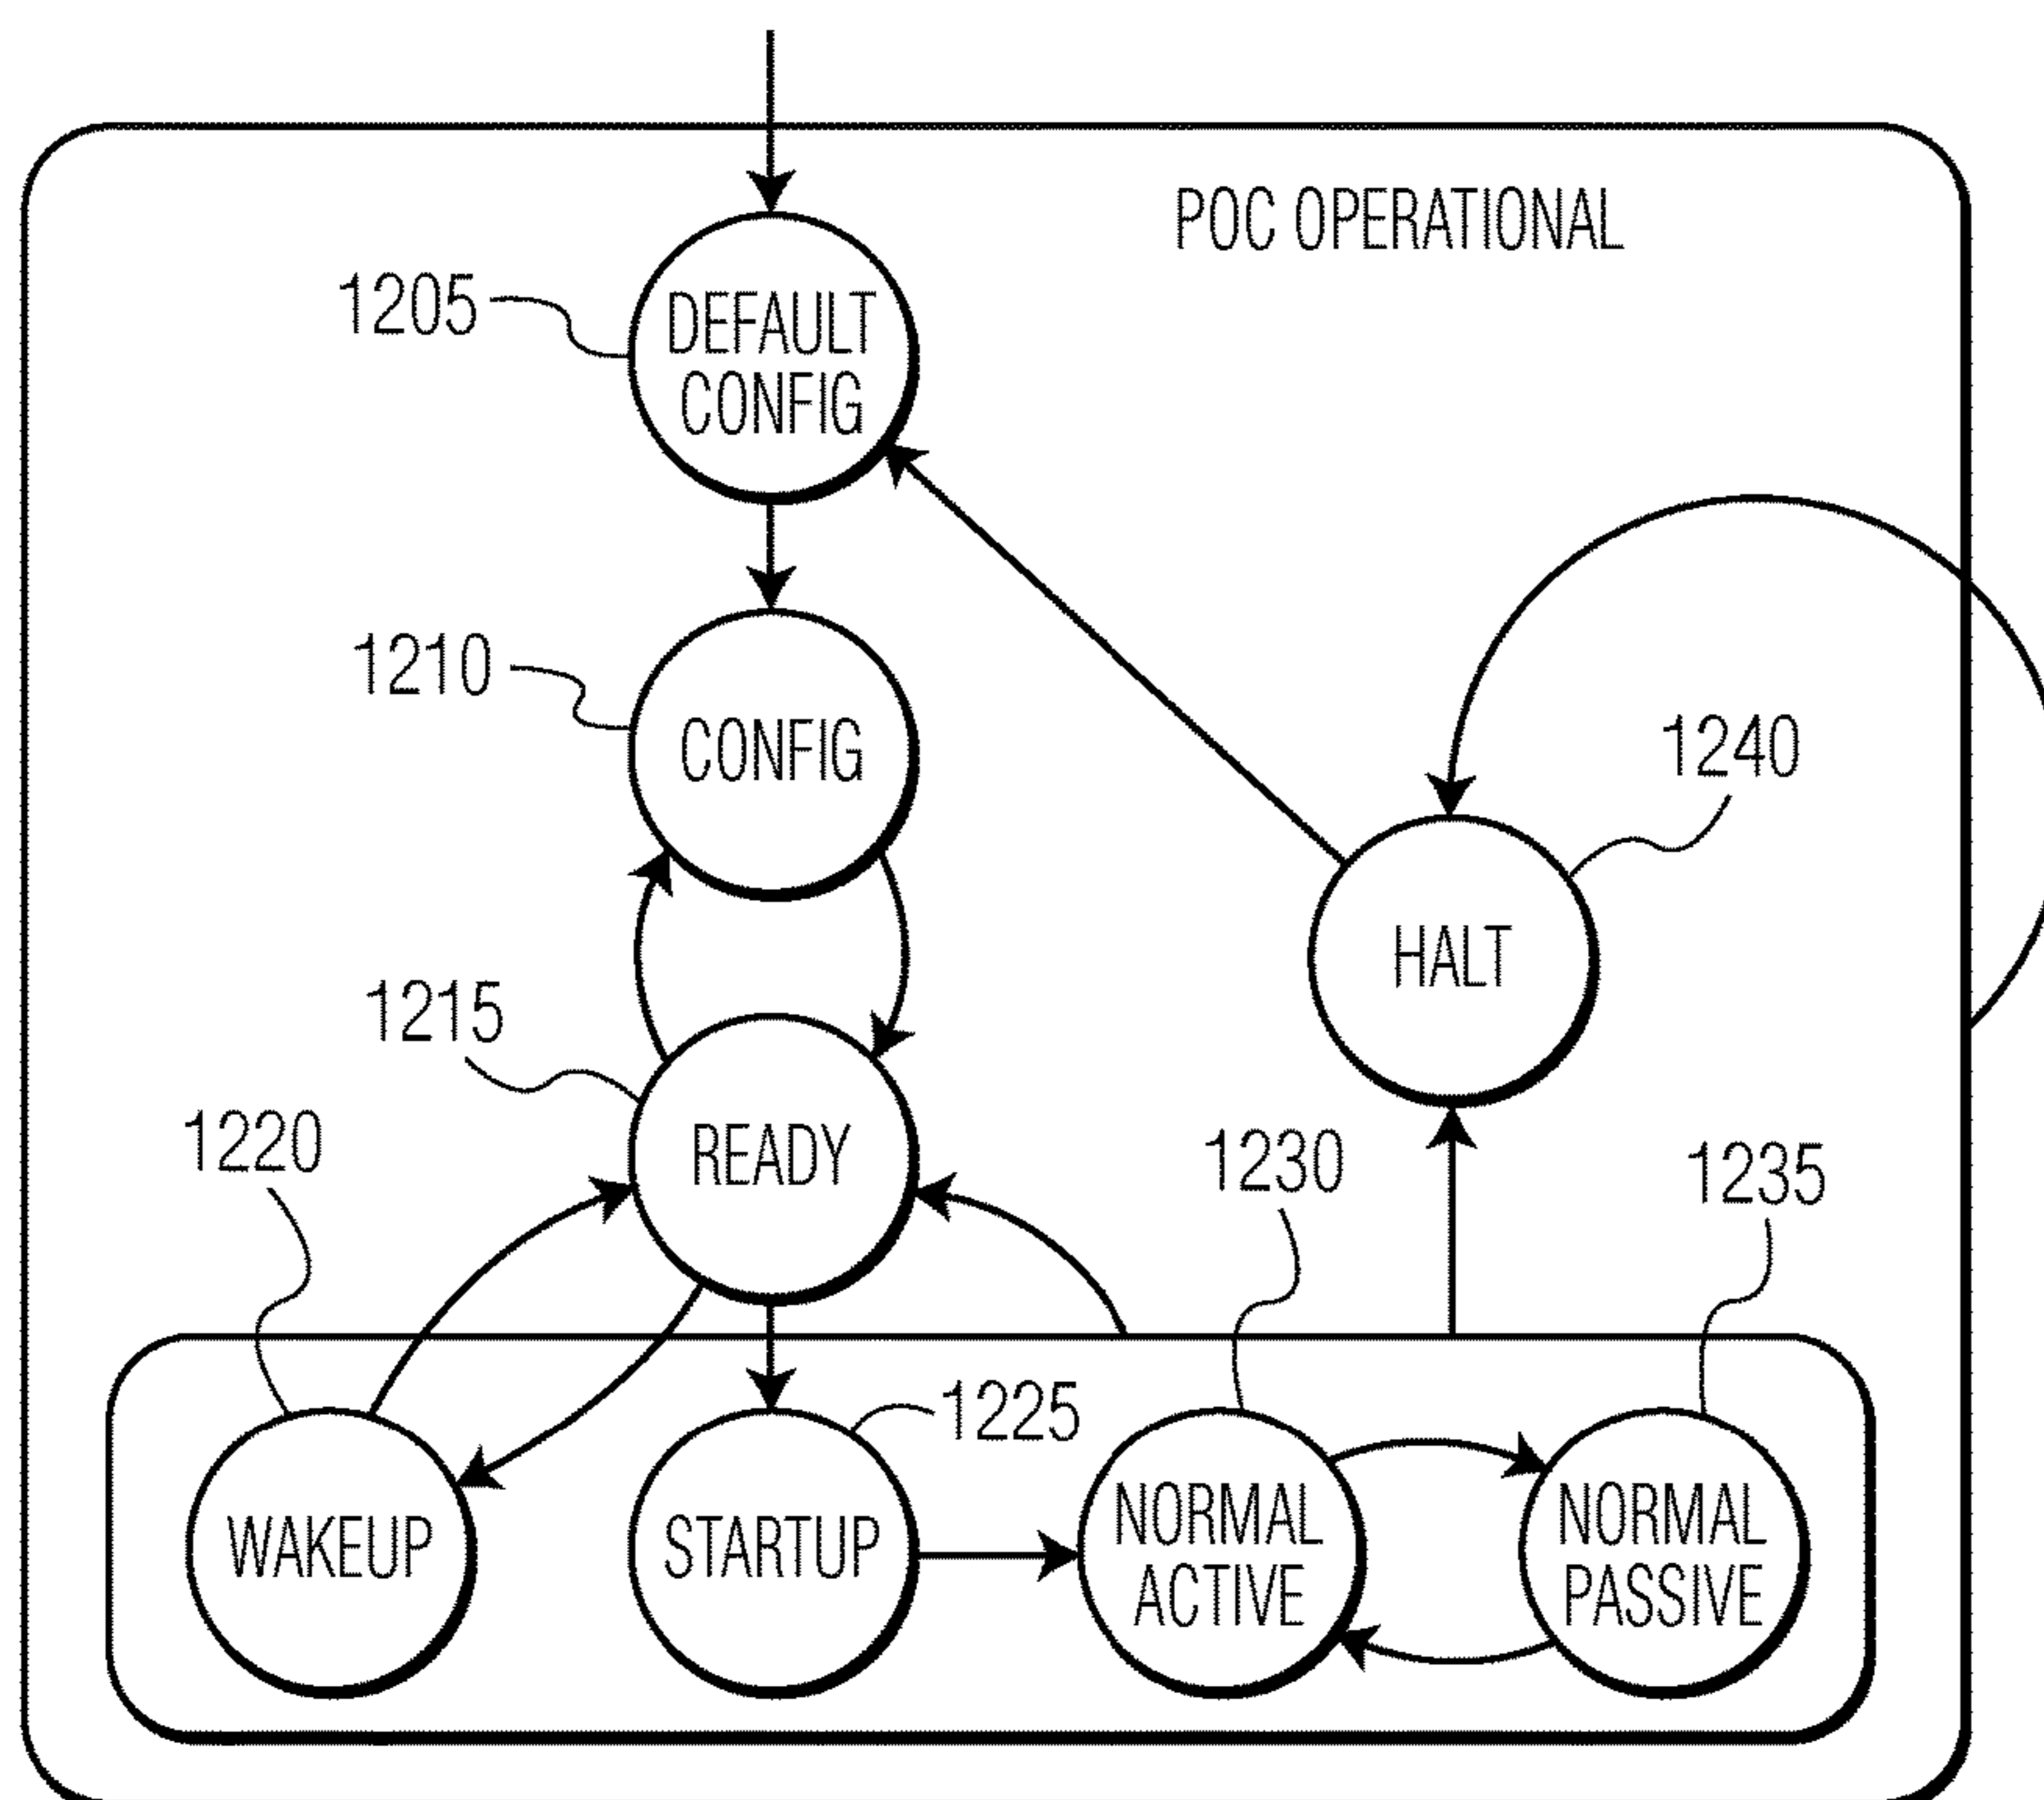 POC OPERATIONAL
1205
DEFAULT
CONFIG
1210
CONFIG
1240
HALT
1215
READY
1220
1230
1235
1225
WAKEUP
STARTUP
NORMAL
ACTIVE
NORMAL
PASSIVE